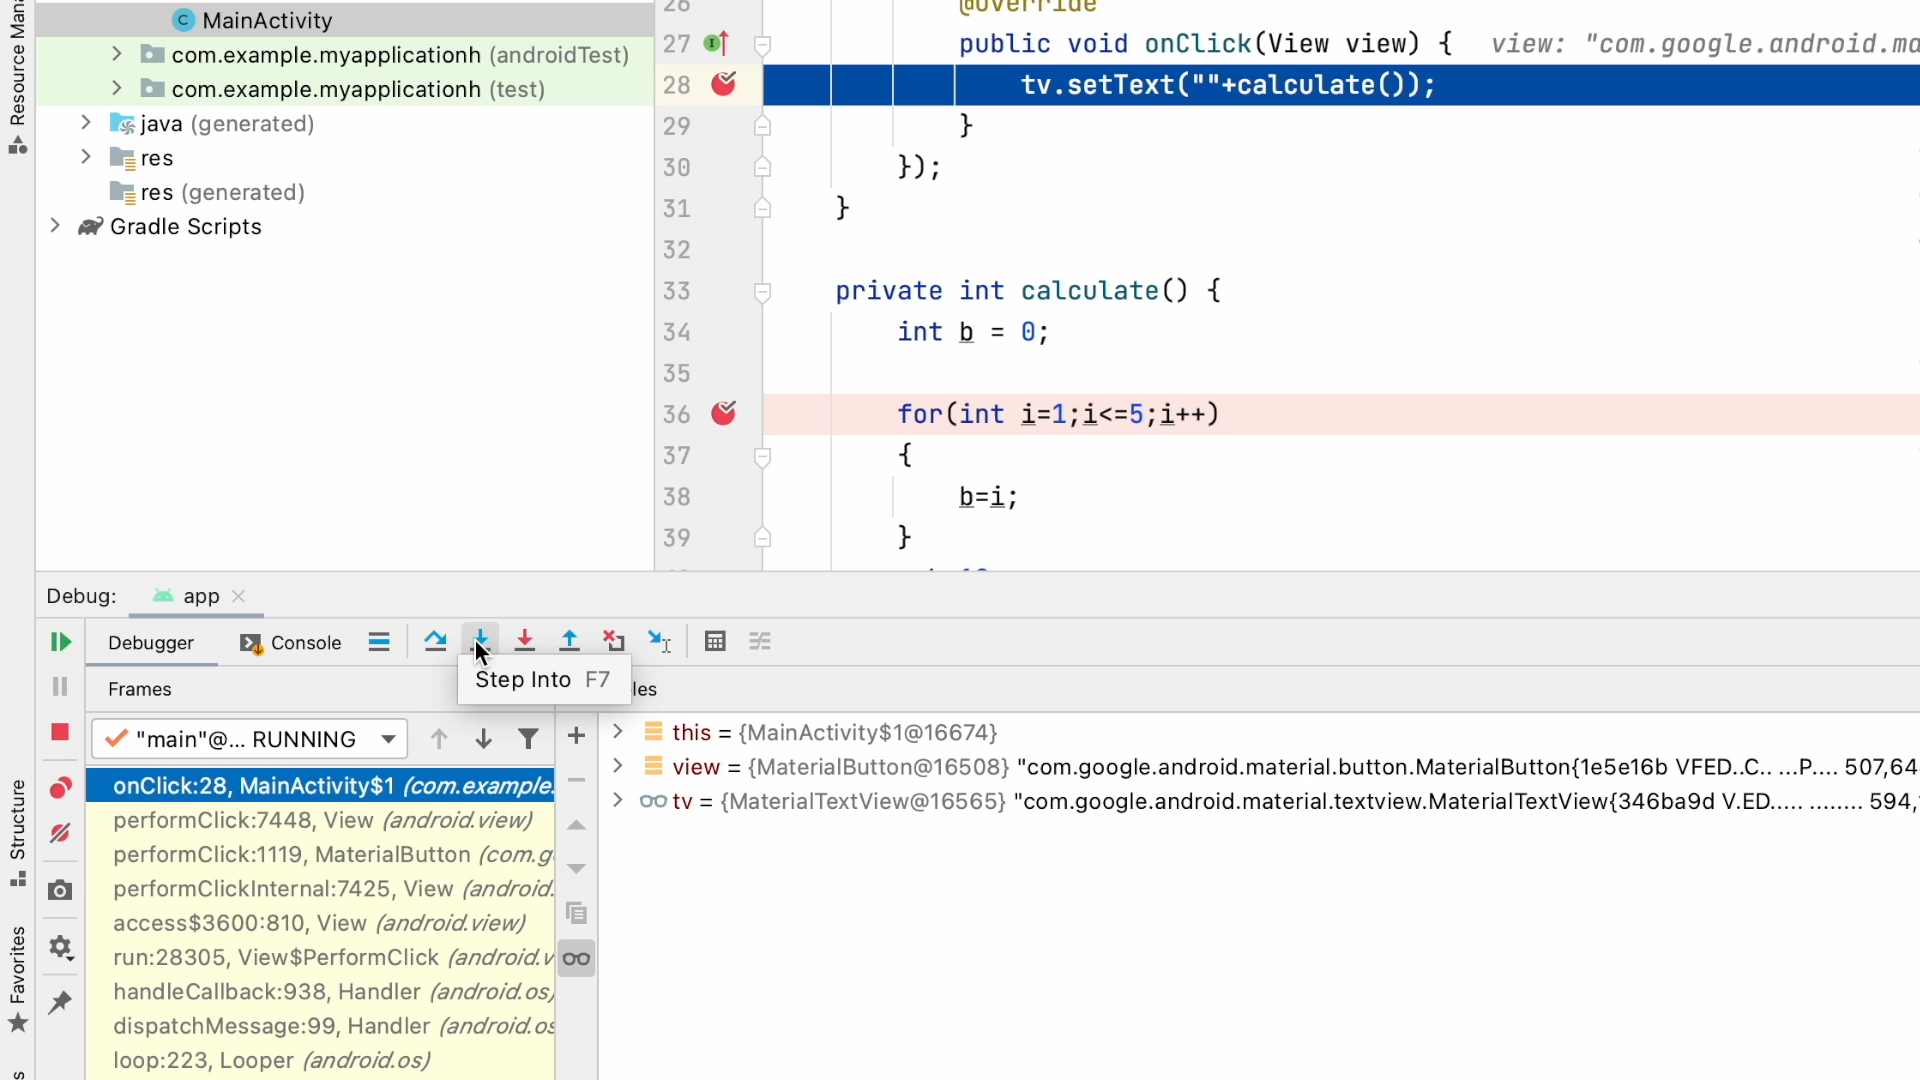 Resource Mana
MainActivity
com.example.myapplicationh (androidTest)
com.example.myapplicationh (test)
java (generated)
res
res (generated)
Gradle Scripts
26 @Override
27 public void onClick(View view) { view: "com.google.android.ma
28 tv.setText(""+calculate());
29 }
30 });
31 }
32
33 private int calculate() {
34 int b = 0;
35
36 for(int i=1;i<=5;i++)
37 {
38 b=i;
39 }
Debug: app
Debugger Console
Step Into F7
Frames
les
"main"@... RUNNING
onClick:28, MainActivity$1 (com.example.
performClick:7448, View (android.view)
performClick:1119, MaterialButton (com.g
performClickInternal:7425, View (android.
access$3600:810, View (android.view)
run:28305, View$PerformClick (android.v
handleCallback:938, Handler (android.os)
dispatchMessage:99, Handler (android.os
loop:223, Looper (android.os)
this = {MainActivity$1@16674}
view = {MaterialButton@16508} "com.google.android.material.button.MaterialButton{1e5e16b VFED..C.. ...P.... 507,64
tv = {MaterialTextView@16565} "com.google.android.material.textview.MaterialTextView{346ba9d V.ED..... ........ 594,
Structure
Favorites